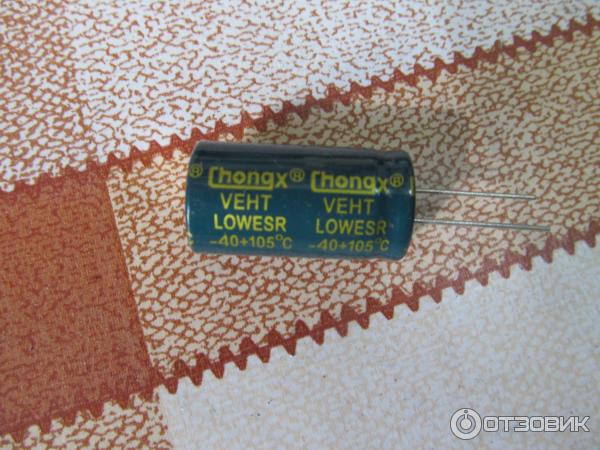 ® Chongx® Chongx®
VEHT VEHT
LOWESR LOWESR
-40+105°C -40+105°C
ОТЗОВИК